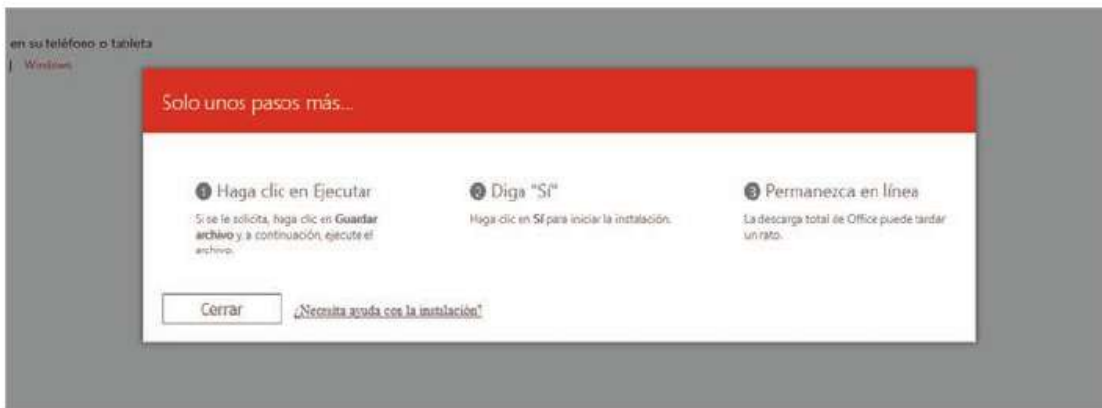 en su teléfono o tableta
| Windows
Solo unos pasos más...
1 Haga clic en Ejecutar
Si se le solicita, haga clic en Guardar
archivo y, a continuación, ejecute el
archivo.
2 Diga "Sí"
Haga clic en Sí para iniciar la instalación.
3 Permanezca en línea
La descarga total de Office puede tardar
un rato.
Cerrar
¿Necesita ayuda con la instalación?